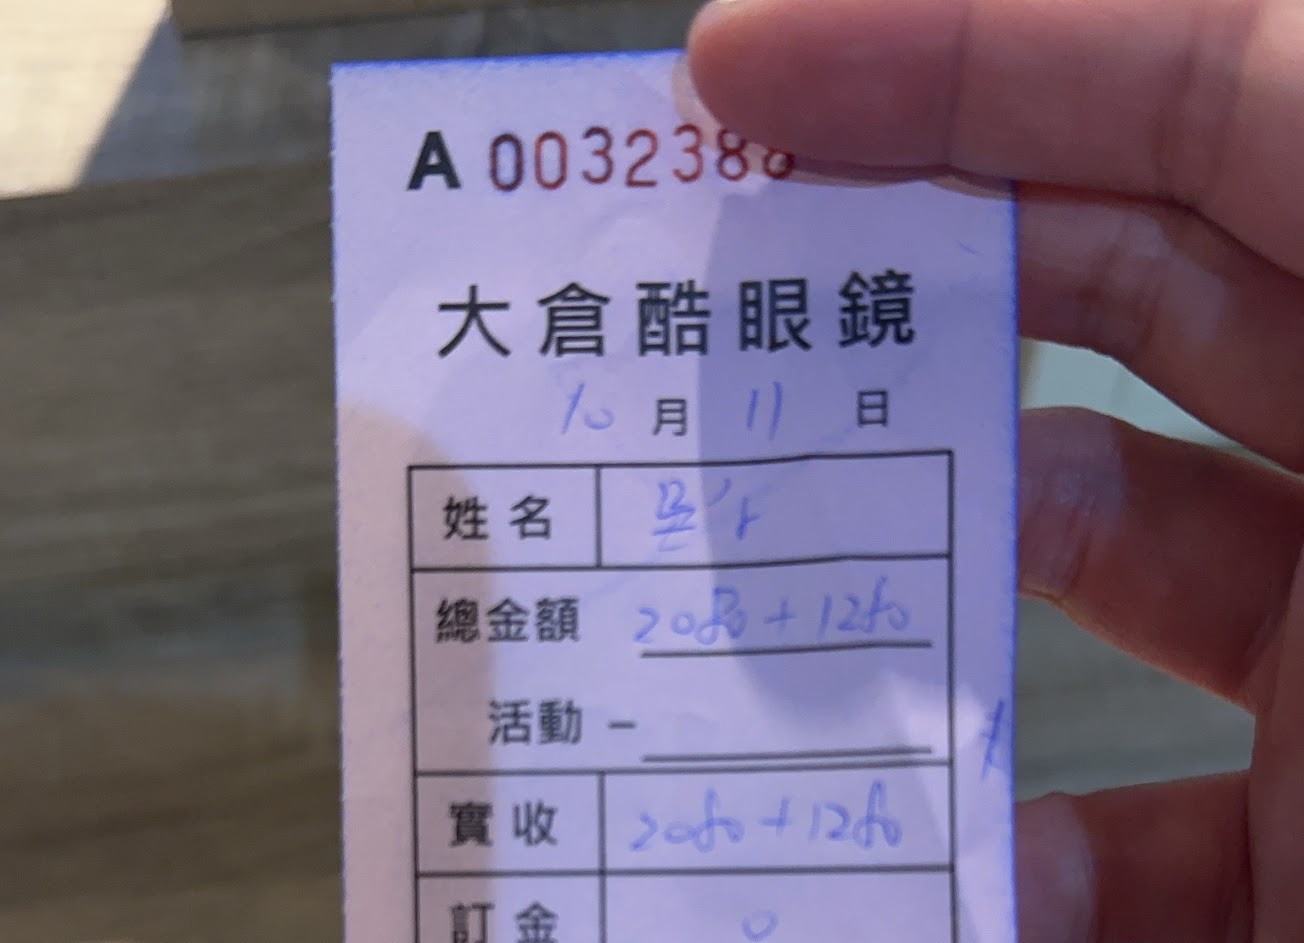 A 0032388
大倉酷眼鏡
10 月 11 日
姓名
總金額 2080 + 1280
活動 -
實收 2080 + 1280
訂金 0